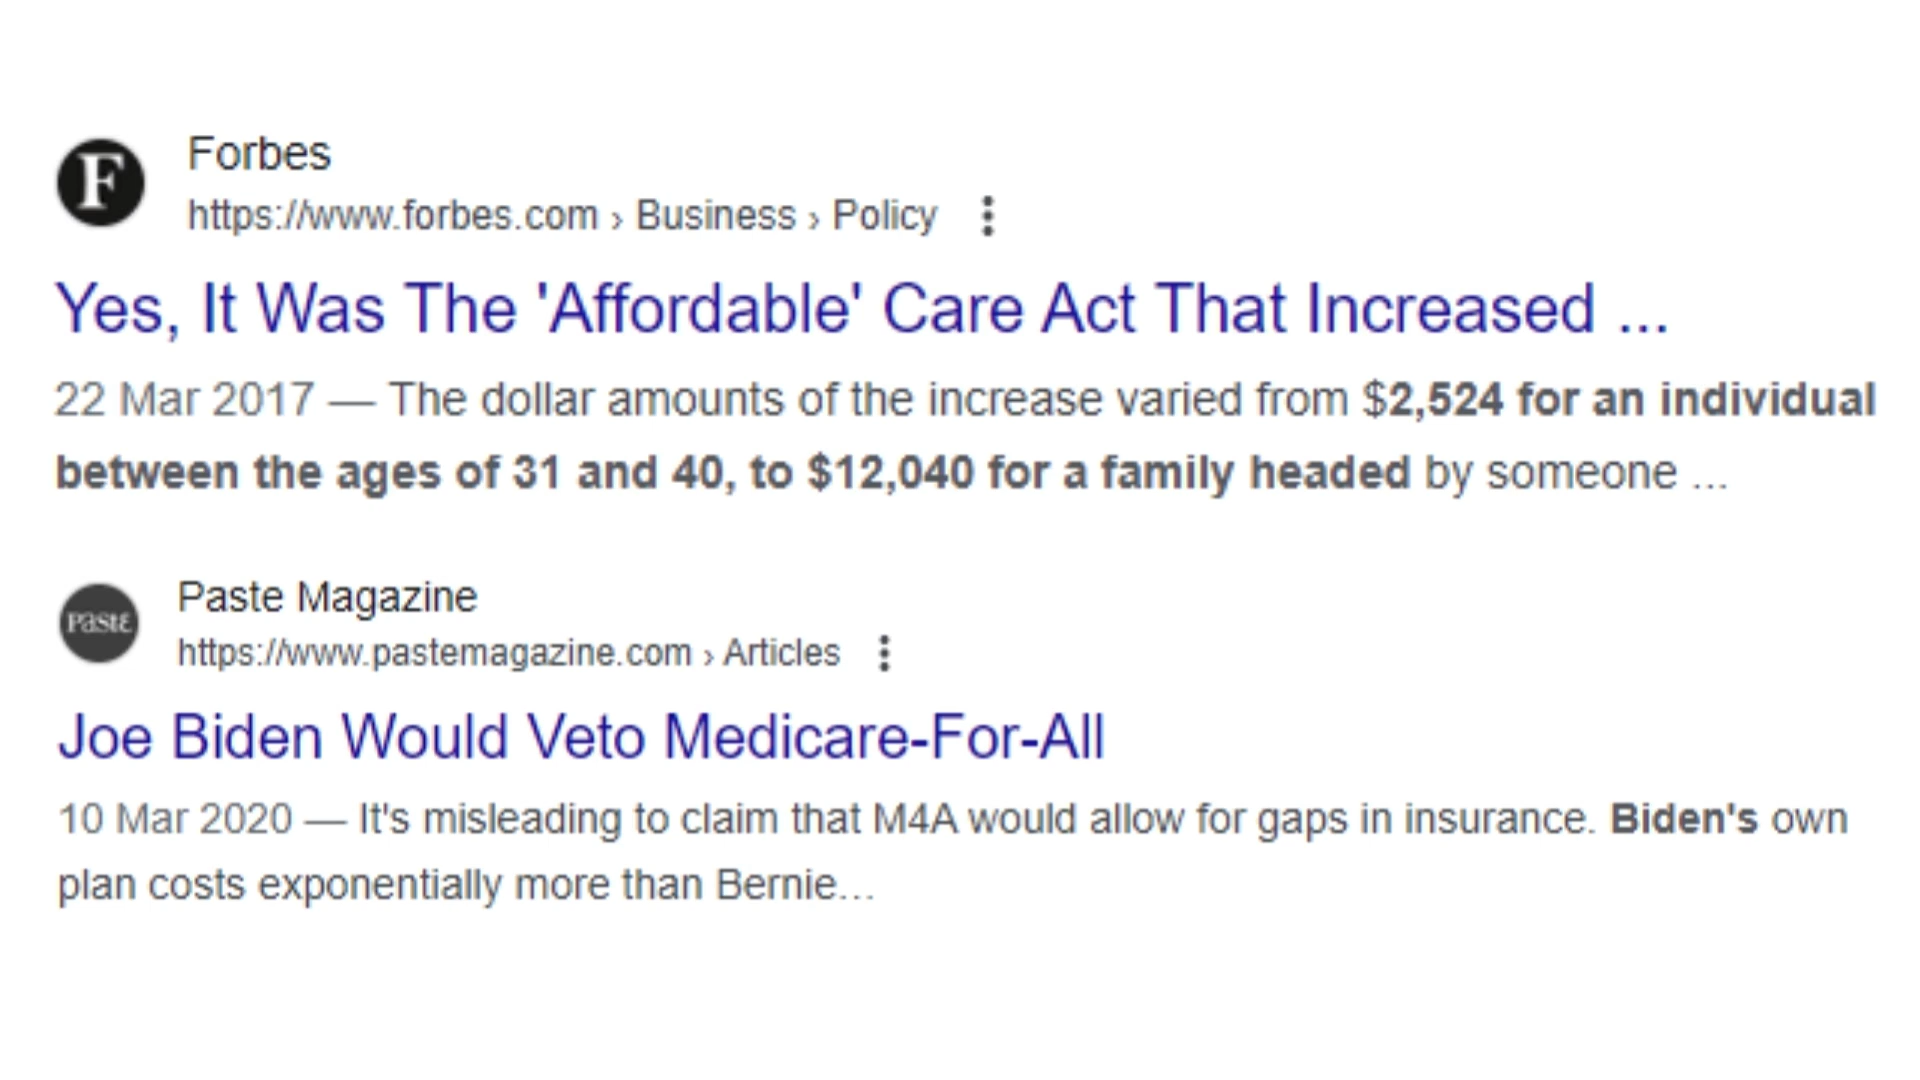 F
Forbes
https://www.forbes.com › Business › Policy
Yes, It Was The 'Affordable' Care Act That Increased ...
22 Mar 2017 — The dollar amounts of the increase varied from $2,524 for an individual
between the ages of 31 and 40, to $12,040 for a family headed by someone ...
Paste
Paste Magazine
https://www.pastemagazine.com › Articles
Joe Biden Would Veto Medicare-For-All
10 Mar 2020 — It's misleading to claim that M4A would allow for gaps in insurance. Biden's own
plan costs exponentially more than Bernie...